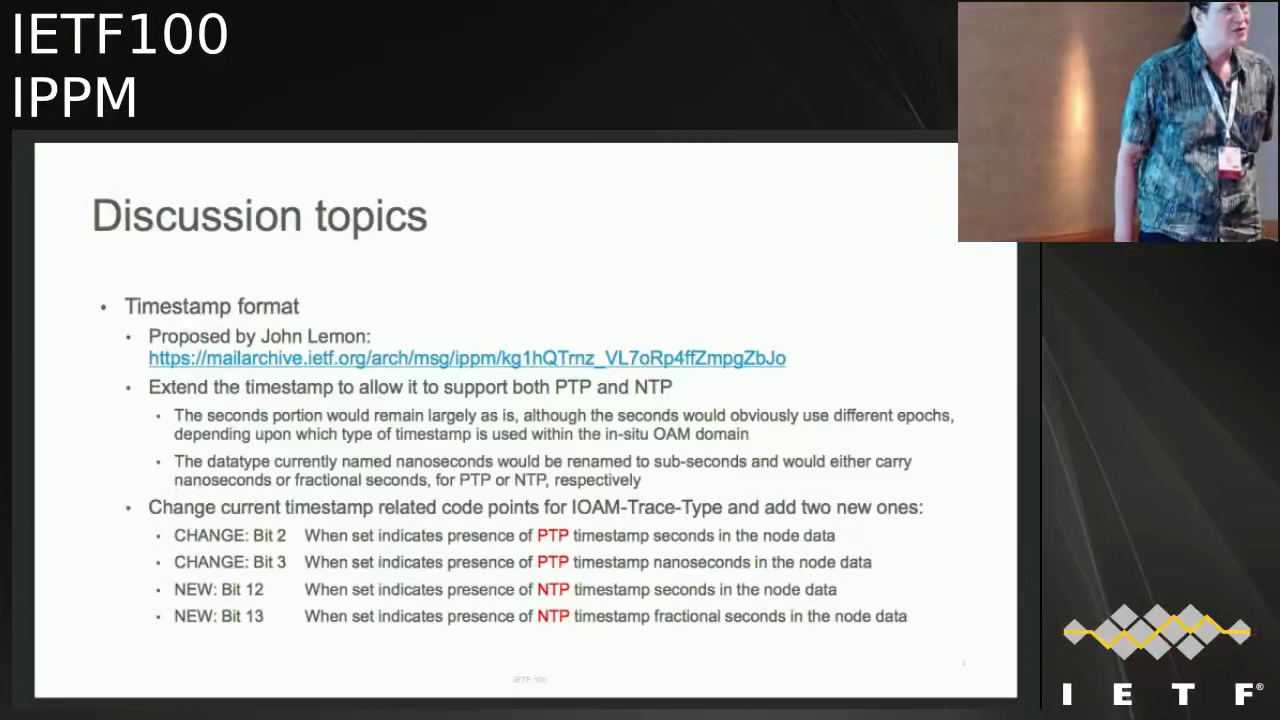 IETF100
IPPM
Discussion topics
• Timestamp format
• Proposed by John Lemon:
https://mailarchive.ietf.org/arch/msg/ippm/kg1hQTrnz_VL7oRp4ffZmpgZbJo
• Extend the timestamp to allow it to support both PTP and NTP
• The seconds portion would remain largely as is, although the seconds would obviously use different epochs,
depending upon which type of timestamp is used within the in-situ OAM domain
• The datatype currently named nanoseconds would be renamed to sub-seconds and would either carry
nanoseconds or fractional seconds, for PTP or NTP, respectively
• Change current timestamp related code points for IOAM-Trace-Type and add two new ones:
• CHANGE: Bit 2 When set indicates presence of PTP timestamp seconds in the node data
• CHANGE: Bit 3 When set indicates presence of PTP timestamp nanoseconds in the node data
• NEW: Bit 12 When set indicates presence of NTP timestamp seconds in the node data
• NEW: Bit 13 When set indicates presence of NTP timestamp fractional seconds in the node data
IETF 100
I E T F®